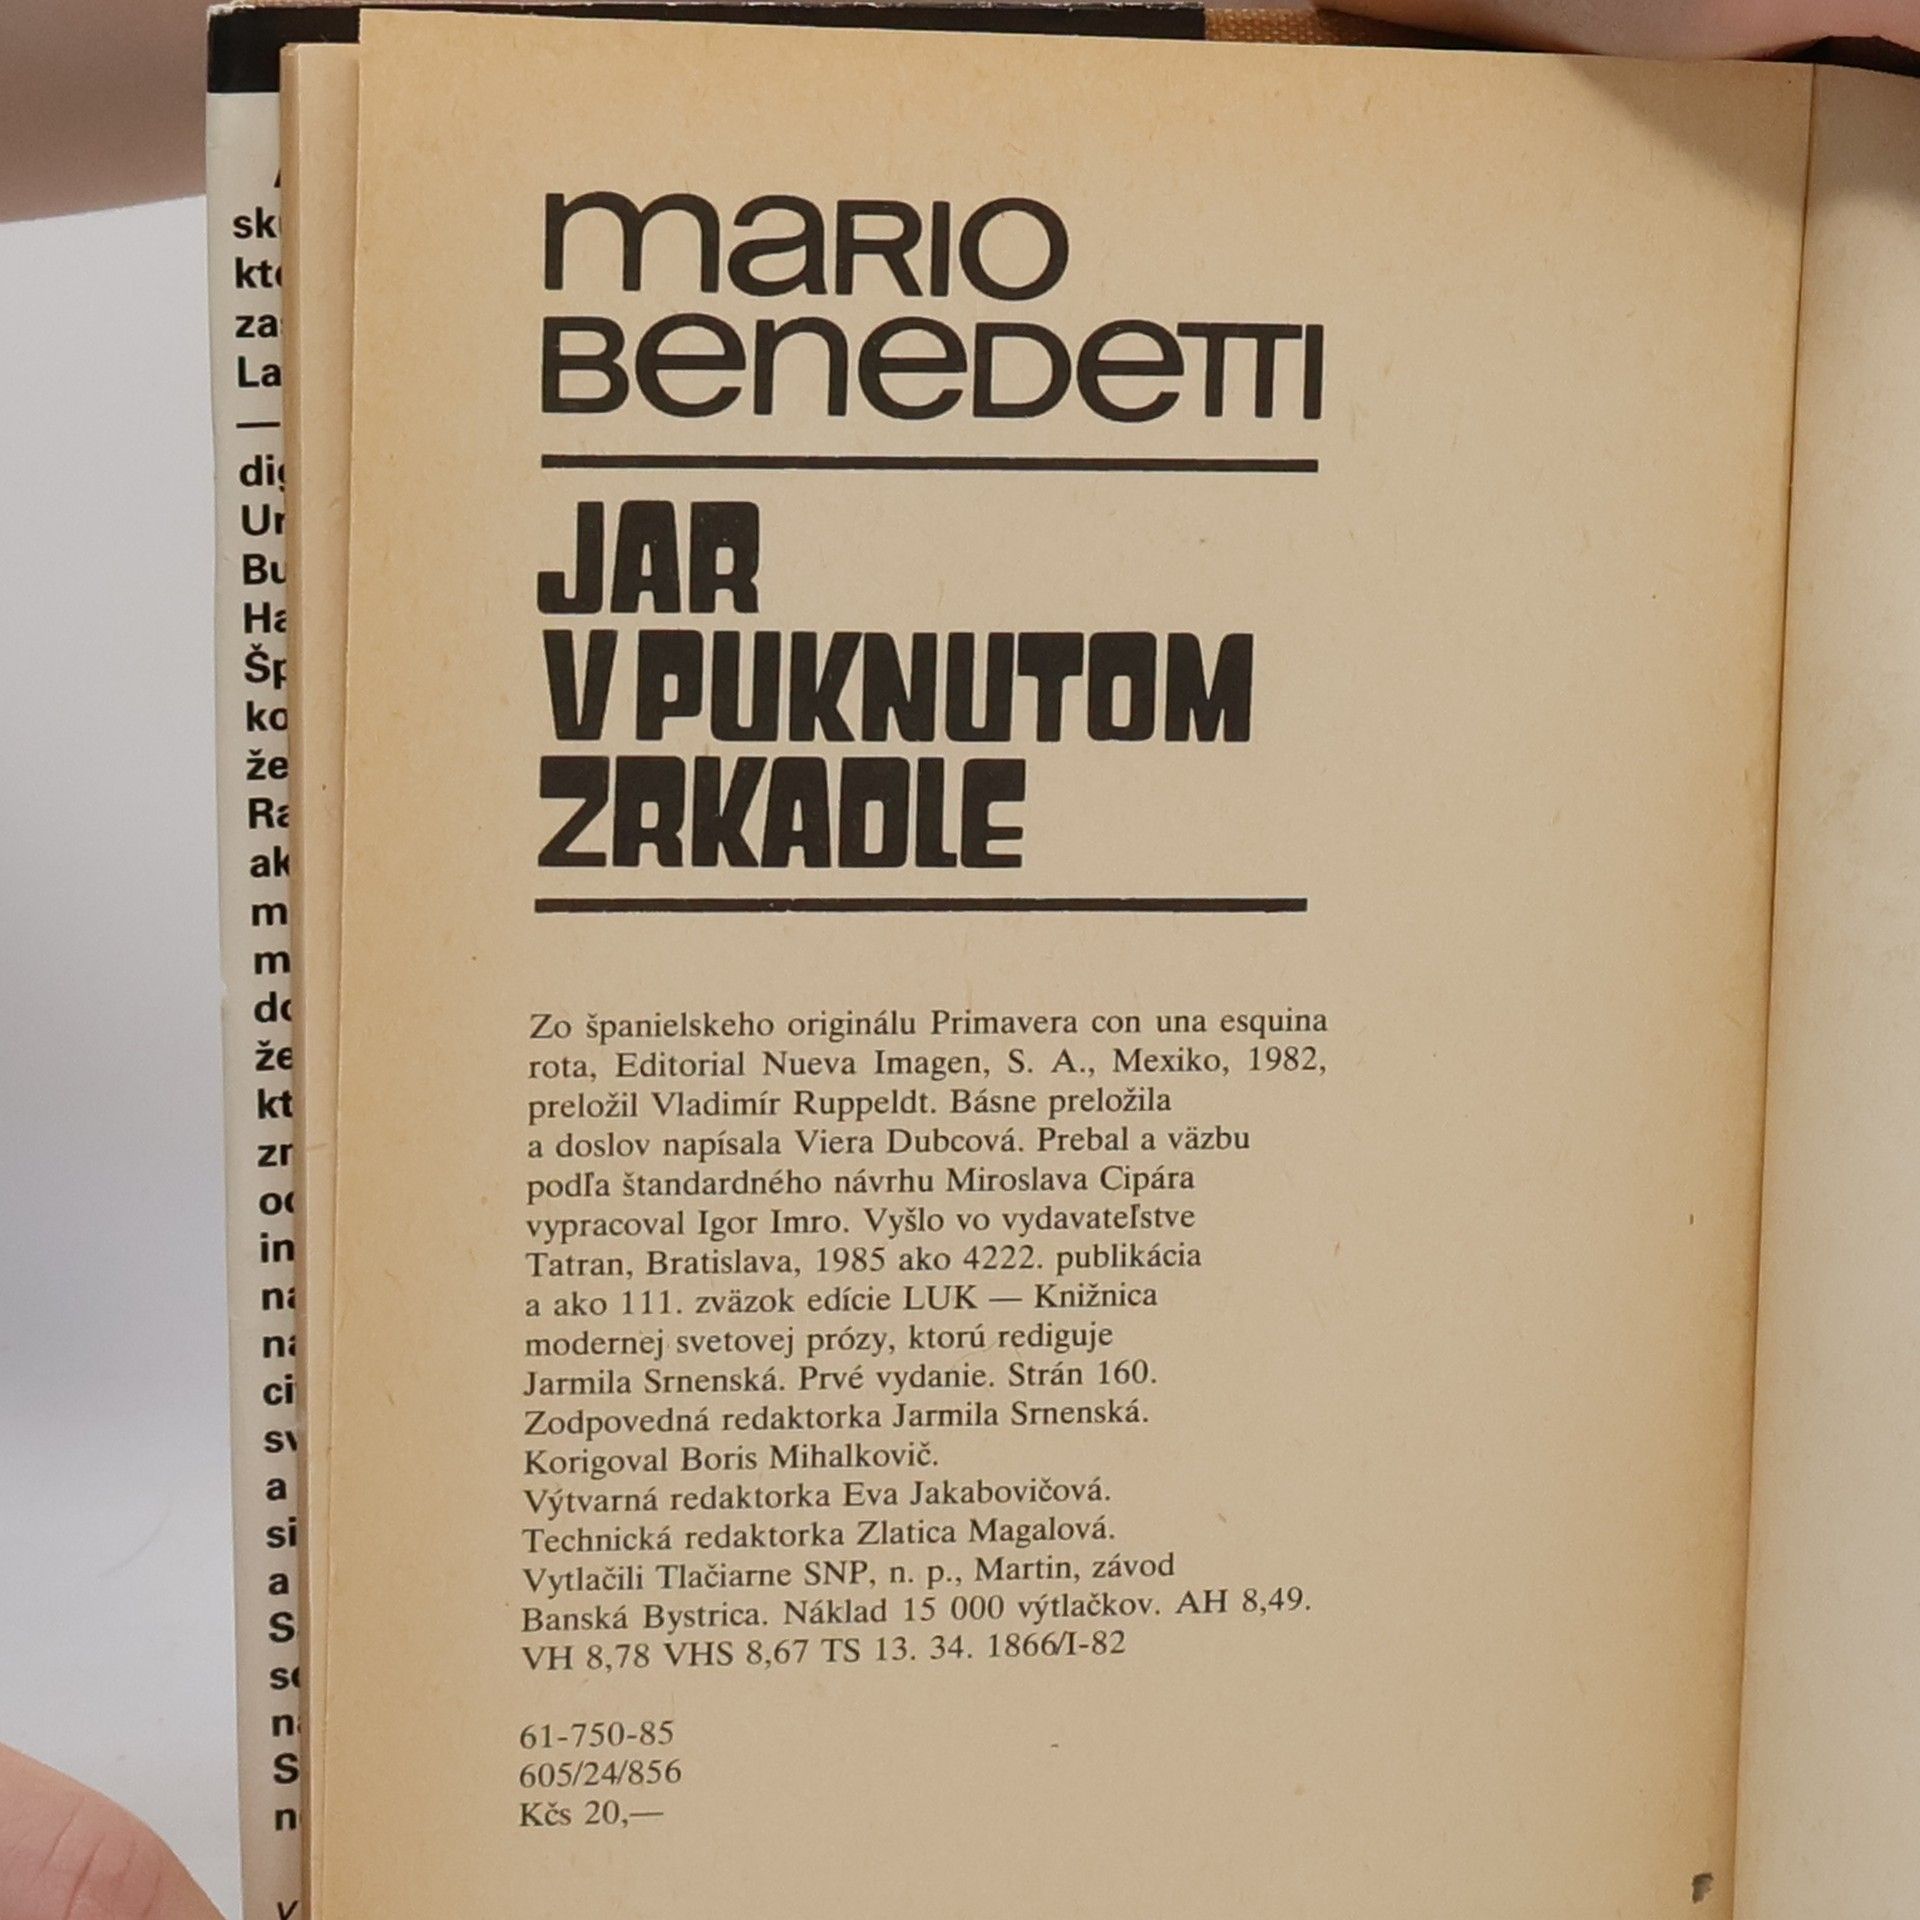 mario
Benedetti
JAR
V PUKNUTOM
ZRKADLE
Zo španielskeho originálu Primavera con una esquina
rota, Editorial Nueva Imagen, S. A., Mexiko, 1982,
preložil Vladimír Ruppeldt. Básne preložila
a doslov napísala Viera Dubcová. Prebal a väzbu
podľa štandardného návrhu Miroslava Cipára
vypracoval Igor Imro. Vyšlo vo vydavateľstve
Tatran, Bratislava, 1985 ako 4222. publikácia
a ako 111. zväzok edície LUK — Knižnica
modernej svetovej prózy, ktorú rediguje
Jarmila Srnenská. Prvé vydanie. Strán 160.
Zodpovedná redaktorka Jarmila Srnenská.
Korigoval Boris Mihalkovič.
Výtvarná redaktorka Eva Jakabovičová.
Technická redaktorka Zlatica Magalová.
Vytlačili Tlačiarne SNP, n. p., Martin, závod
Banská Bystrica. Náklad 15 000 výtlačkov. AH 8,49.
VH 8,78 VHS 8,67 TS 13. 34. 1866/I-82
61-750-85
605/24/856
Kčs 20,—